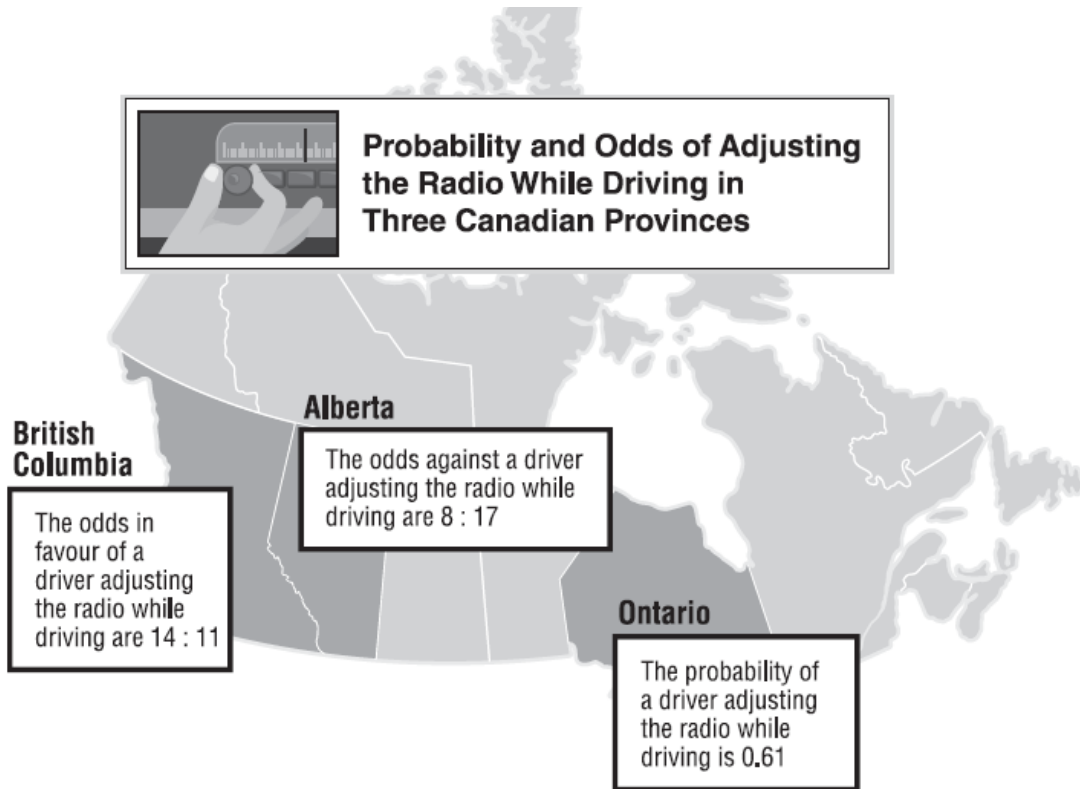 Probability and Odds of Adjusting
the Radio While Driving in
Three Canadian Provinces
British
Columbia
The odds in
favour of a
driver adjusting
the radio while
driving are 14 : 11
Alberta
The odds against a driver
adjusting the radio while
driving are 8 : 17
Ontario
The probability of
a driver adjusting
the radio while
driving is 0.61